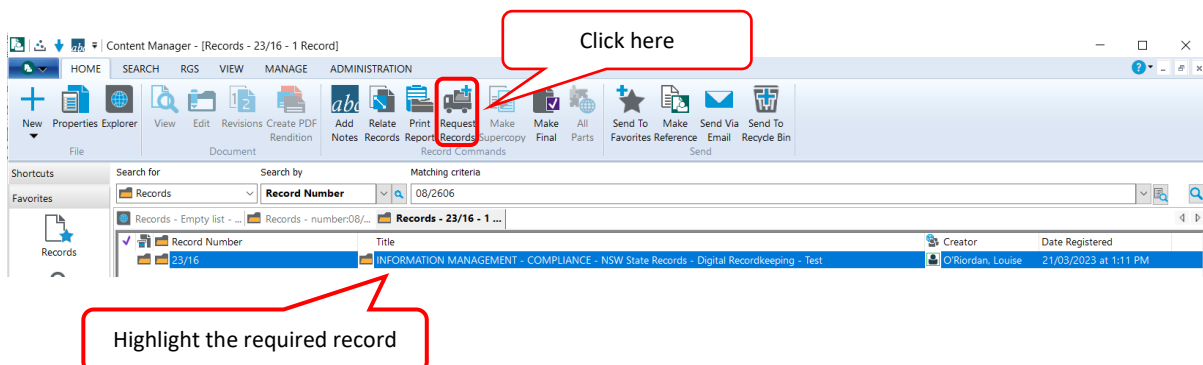 Click here
Content Manager - [Records - 23/16 - 1 Record]
HOME SEARCH RGS VIEW MANAGE ADMINISTRATION
New Properties Explorer View Edit Revisions Create PDF Rendition Add Notes Relate Records Print Report Request Records Make Supercopy Make Final All Parts Send To Favorites Make Reference Send Via Email Send To Recycle Bin
File Document Record Commands Send
Shortcuts Search for Search by Matching criteria
Favorites Records Record Number 08/2606
Records - Empty list - ... Records - number:08/... Records - 23/16 - 1 ...
Records
Record Number Title Creator Date Registered
23/16 INFORMATION MANAGEMENT - COMPLIANCE - NSW State Records - Digital Recordkeeping - Test O'Riordan, Louise 21/03/2023 at 1:11 PM
Highlight the required record